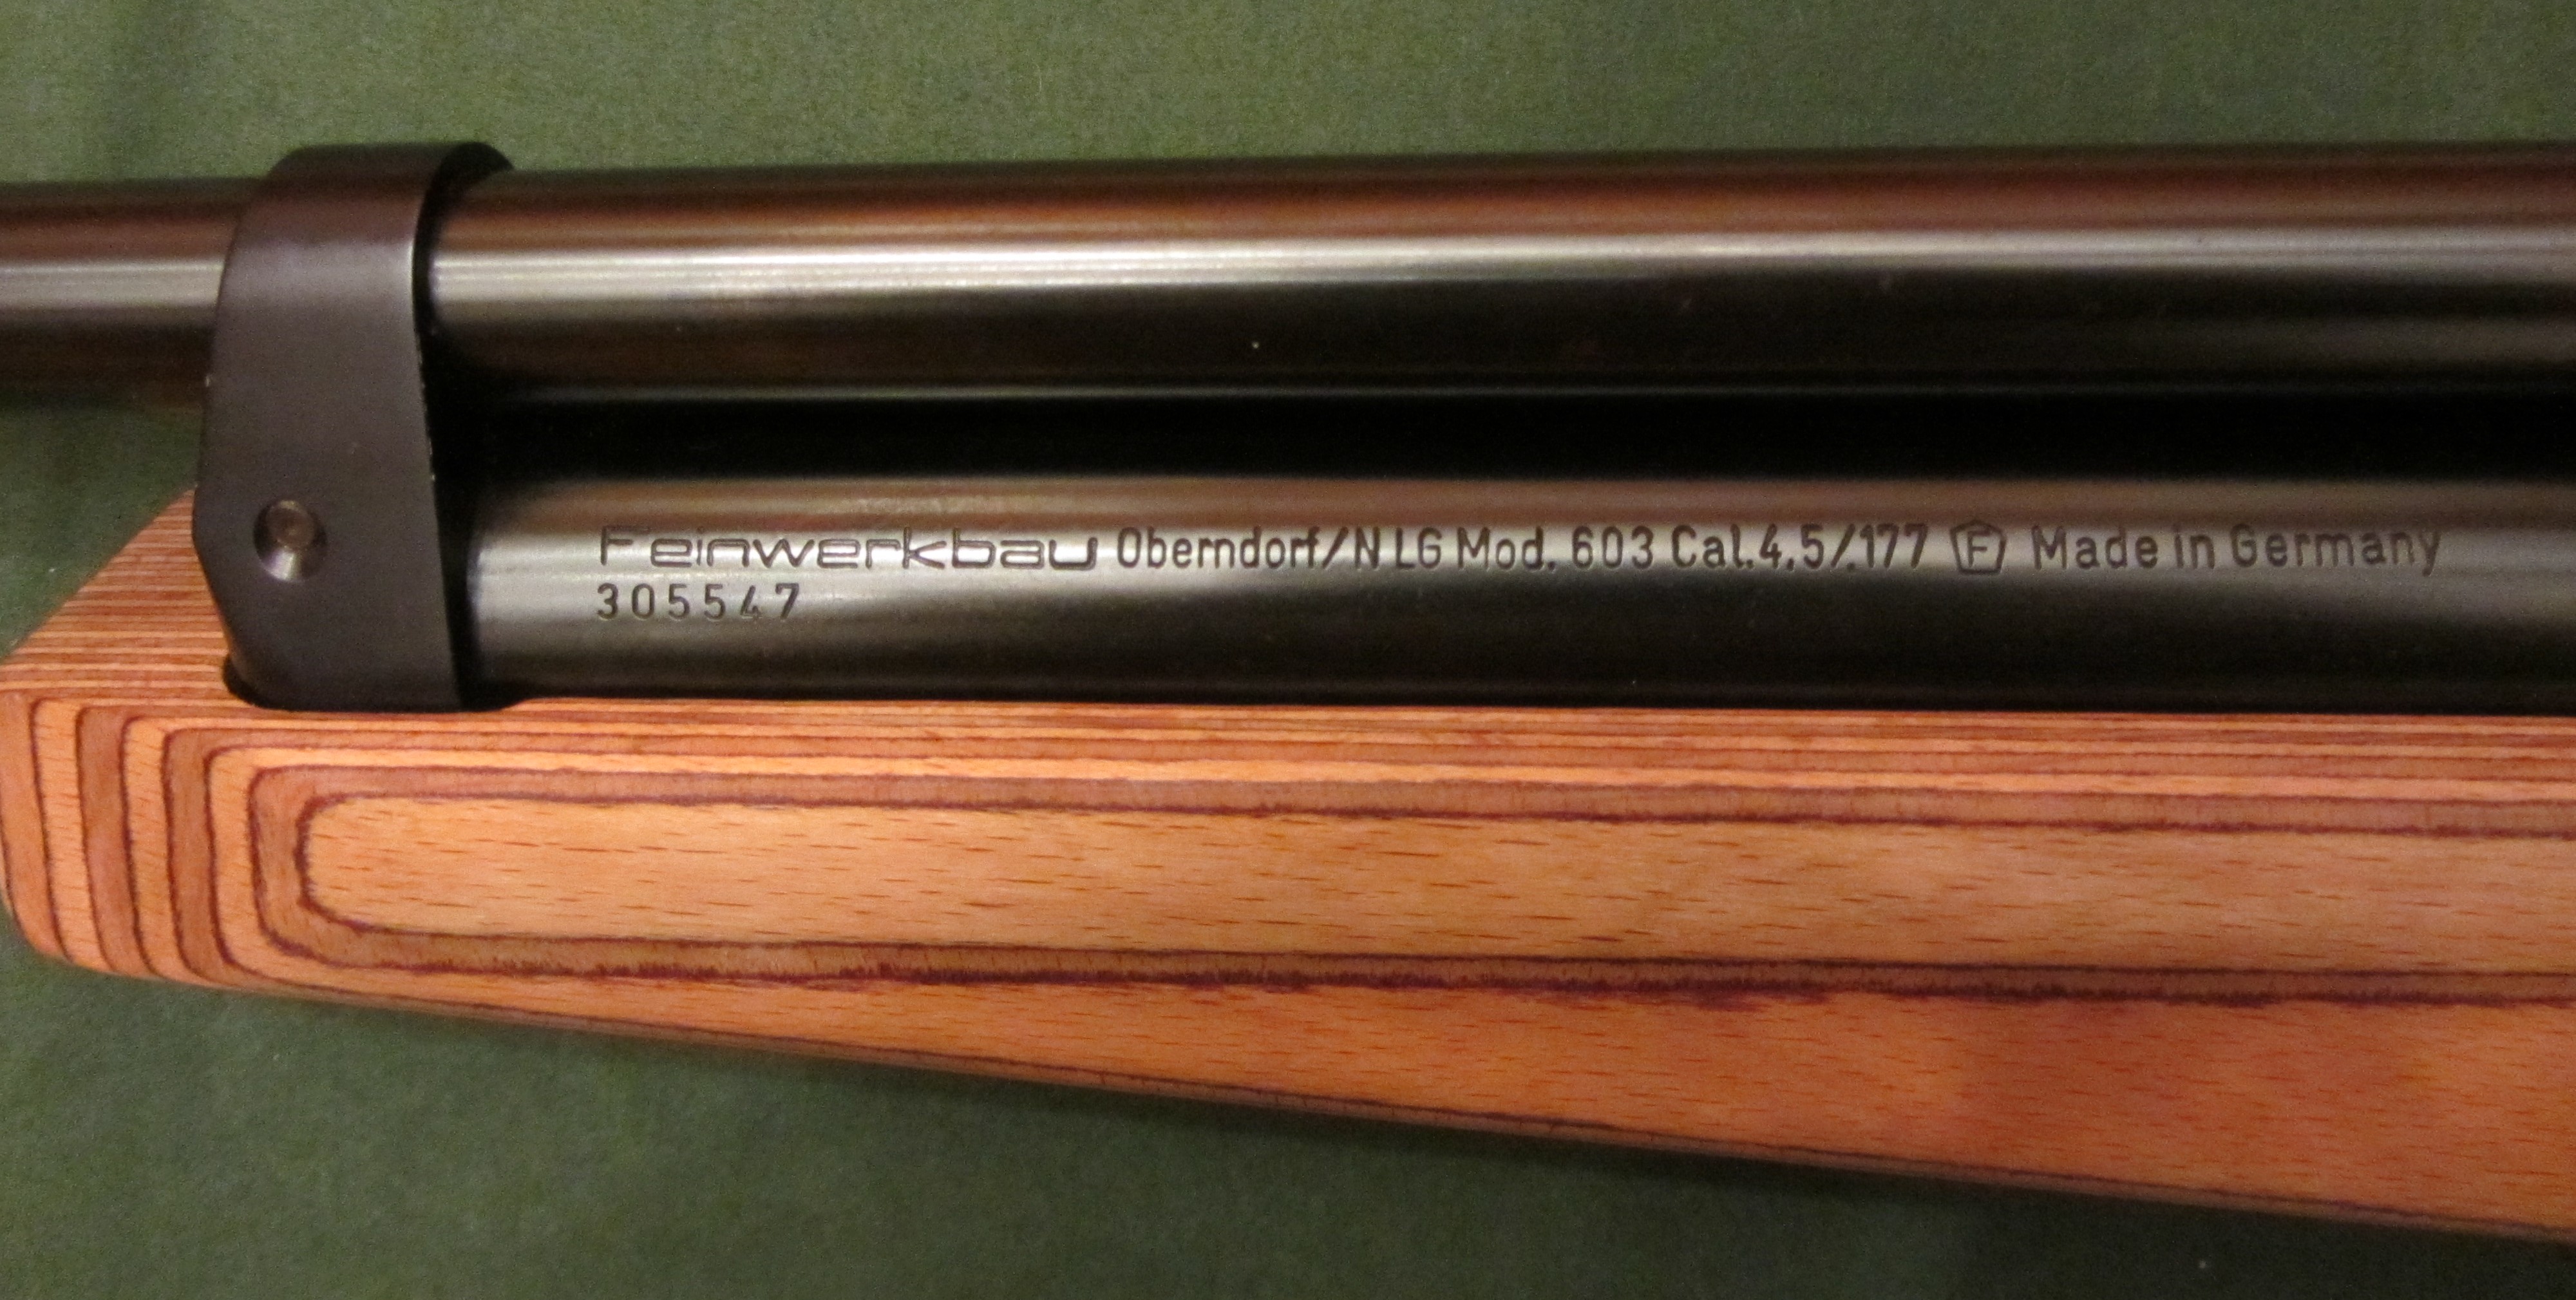 Feinwerkbau Oberndorf/N LG Mod. 603 Cal.4,5/.177 F Made in Germany
305547